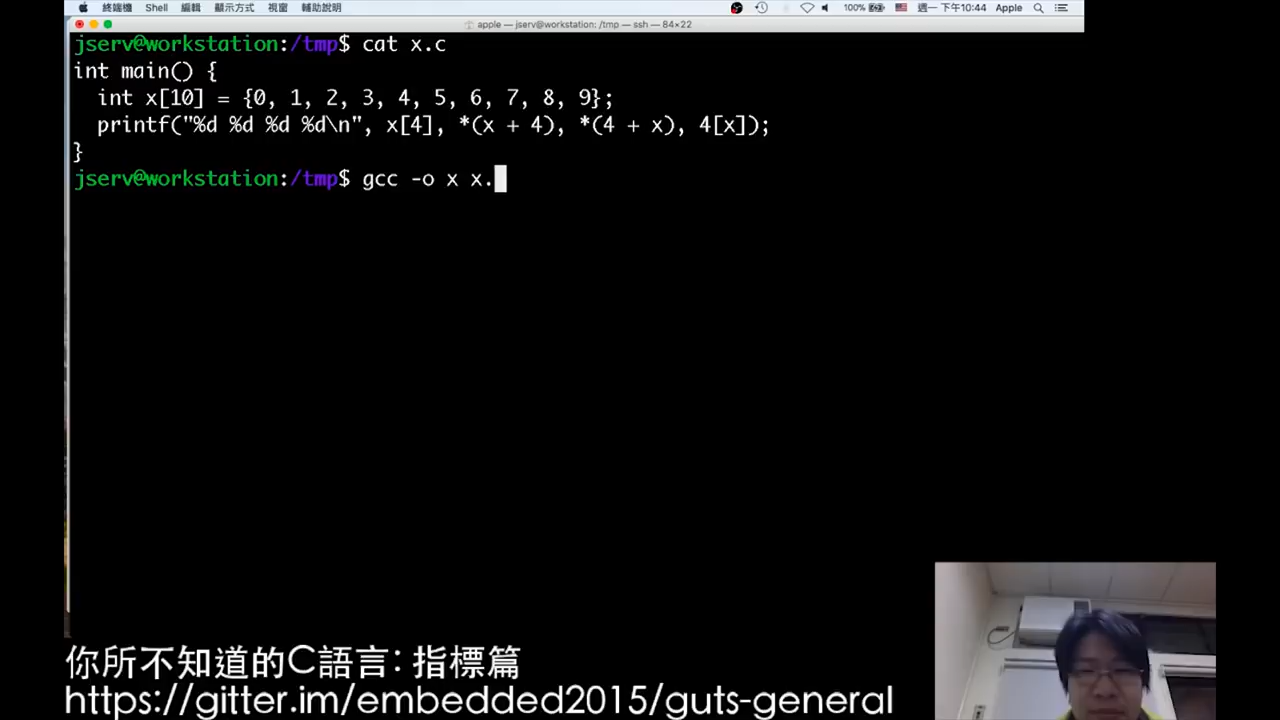 終端機 Shell 編輯 顯示方式 視窗 輔助說明 100% 週一 下午10:44 Apple
apple — jserv@workstation: /tmp — ssh — 84×22
jserv@workstation:/tmp$ cat x.c
int main() {
  int x[10] = {0, 1, 2, 3, 4, 5, 6, 7, 8, 9};
  printf("%d %d %d %d\n", x[4], *(x + 4), *(4 + x), 4[x]);
}
jserv@workstation:/tmp$ gcc -o x x.
你所不知道的C語言: 指標篇
https://gitter.im/embedded2015/guts-general